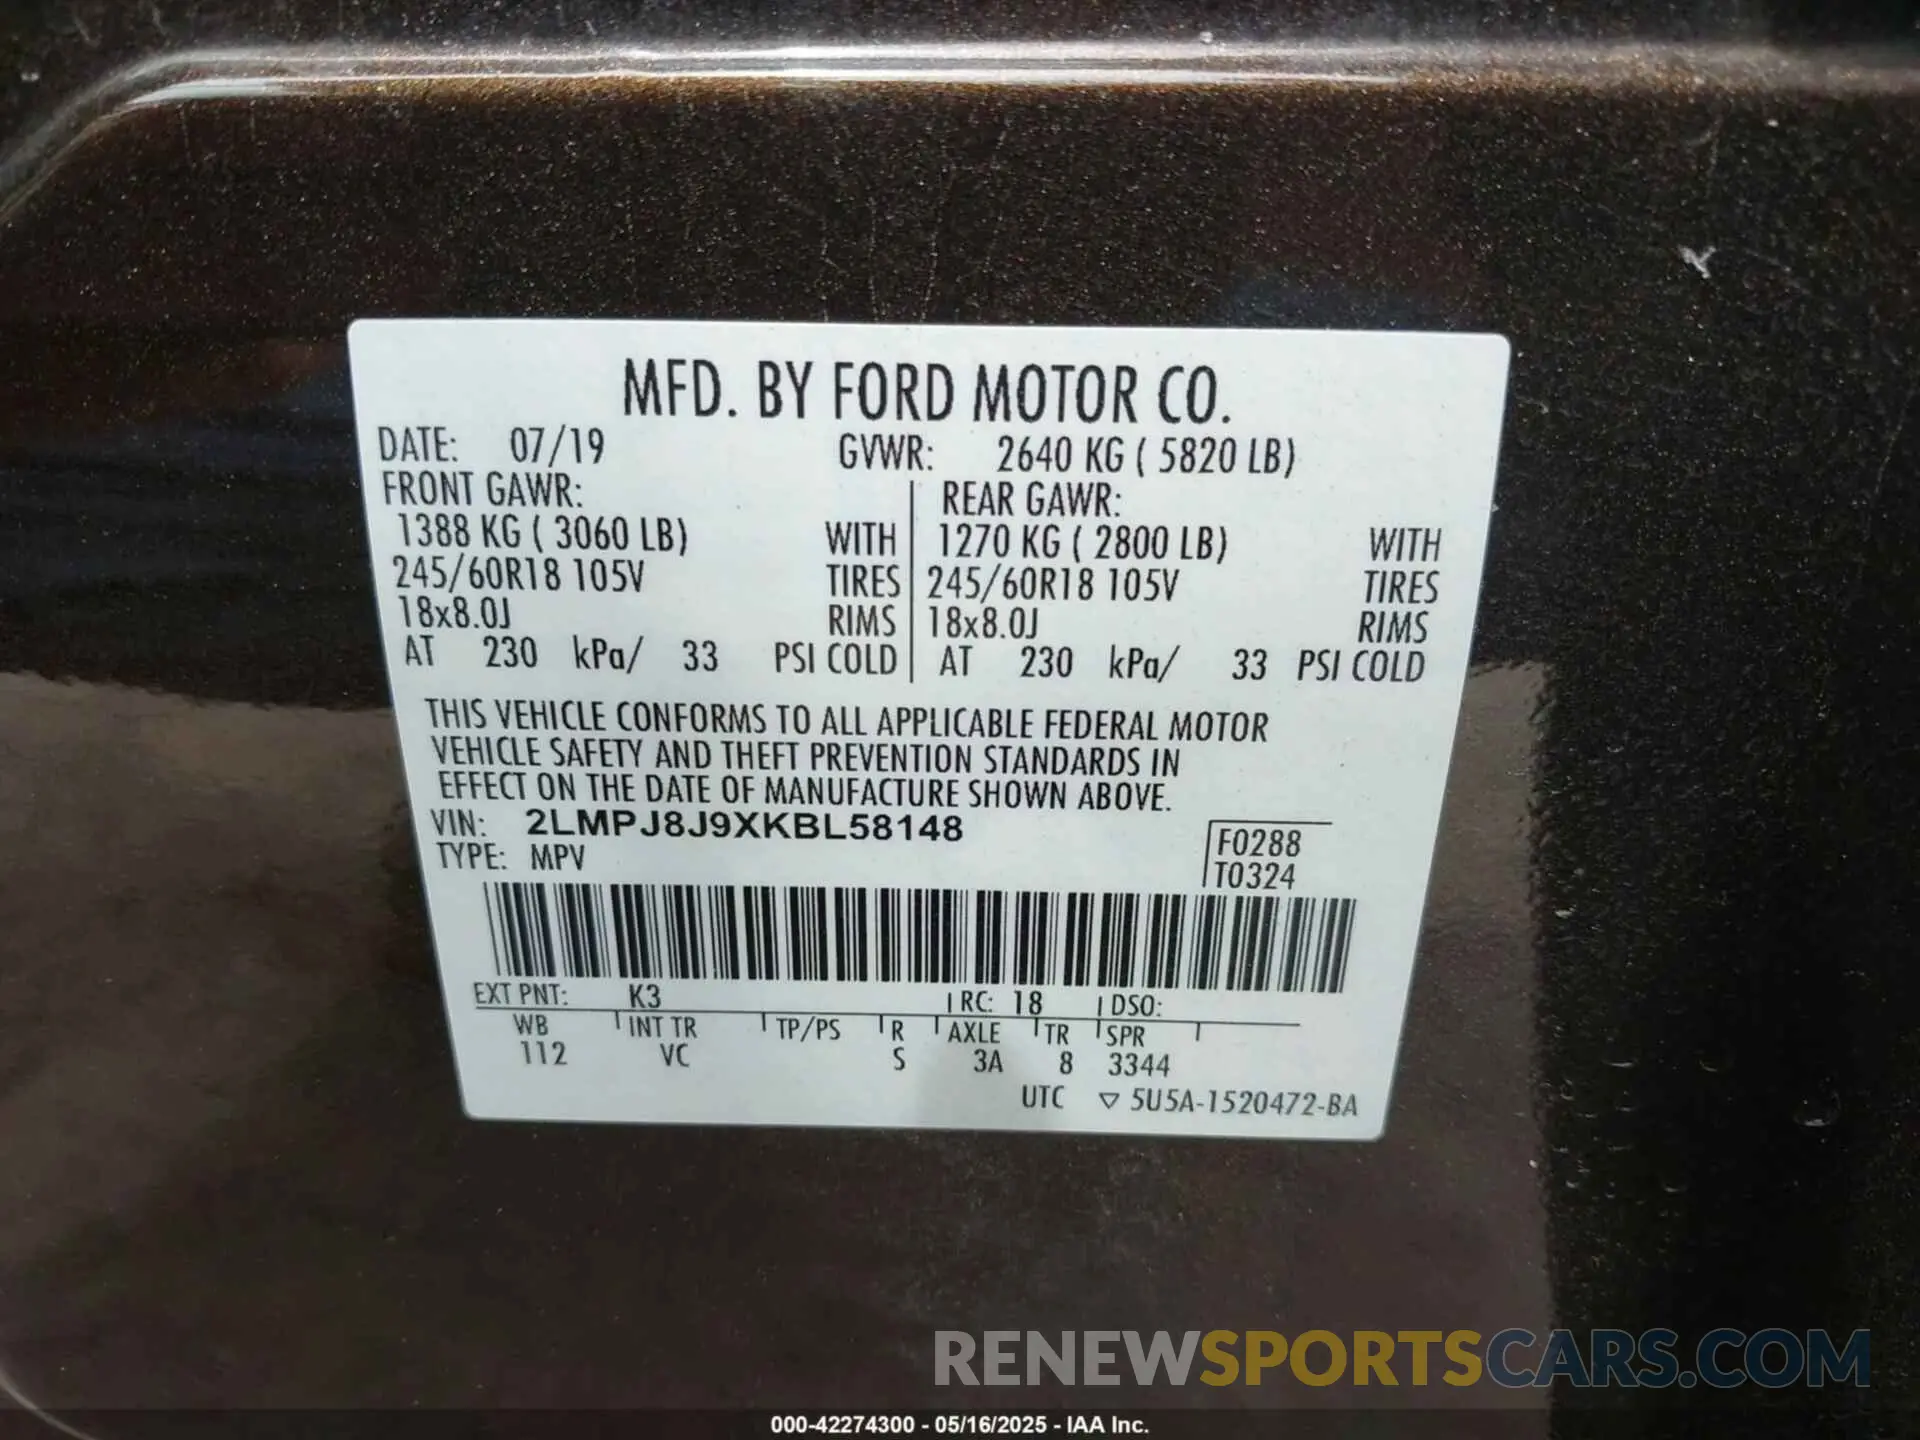 MFD. BY FORD MOTOR CO.
DATE: 07/19 GVWR: 2640 KG ( 5820 LB)
FRONT GAWR: REAR GAWR:
1388 KG ( 3060 LB) WITH 1270 KG ( 2800 LB) WITH
245/60R18 105V TIRES 245/60R18 105V TIRES
18x8.0J RIMS 18x8.0J RIMS
AT 230 kPa/ 33 PSI COLD AT 230 kPa/ 33 PSI COLD
THIS VEHICLE CONFORMS TO ALL APPLICABLE FEDERAL MOTOR
VEHICLE SAFETY AND THEFT PREVENTION STANDARDS IN
EFFECT ON THE DATE OF MANUFACTURE SHOWN ABOVE.
VIN: 2LMPJ8J9XKBL58148
TYPE: MPV
F0288
T0324
EXT PNT: K3 RC: 18 DSO:
WB INT TR TP/PS R AXLE TR SPR
112 VC S 3A 8 3344
UTC ▽ 5U5A-1520472-BA
RENEWSPORTSCARS.COM
000-42274300 - 05/16/2025 - IAA Inc.